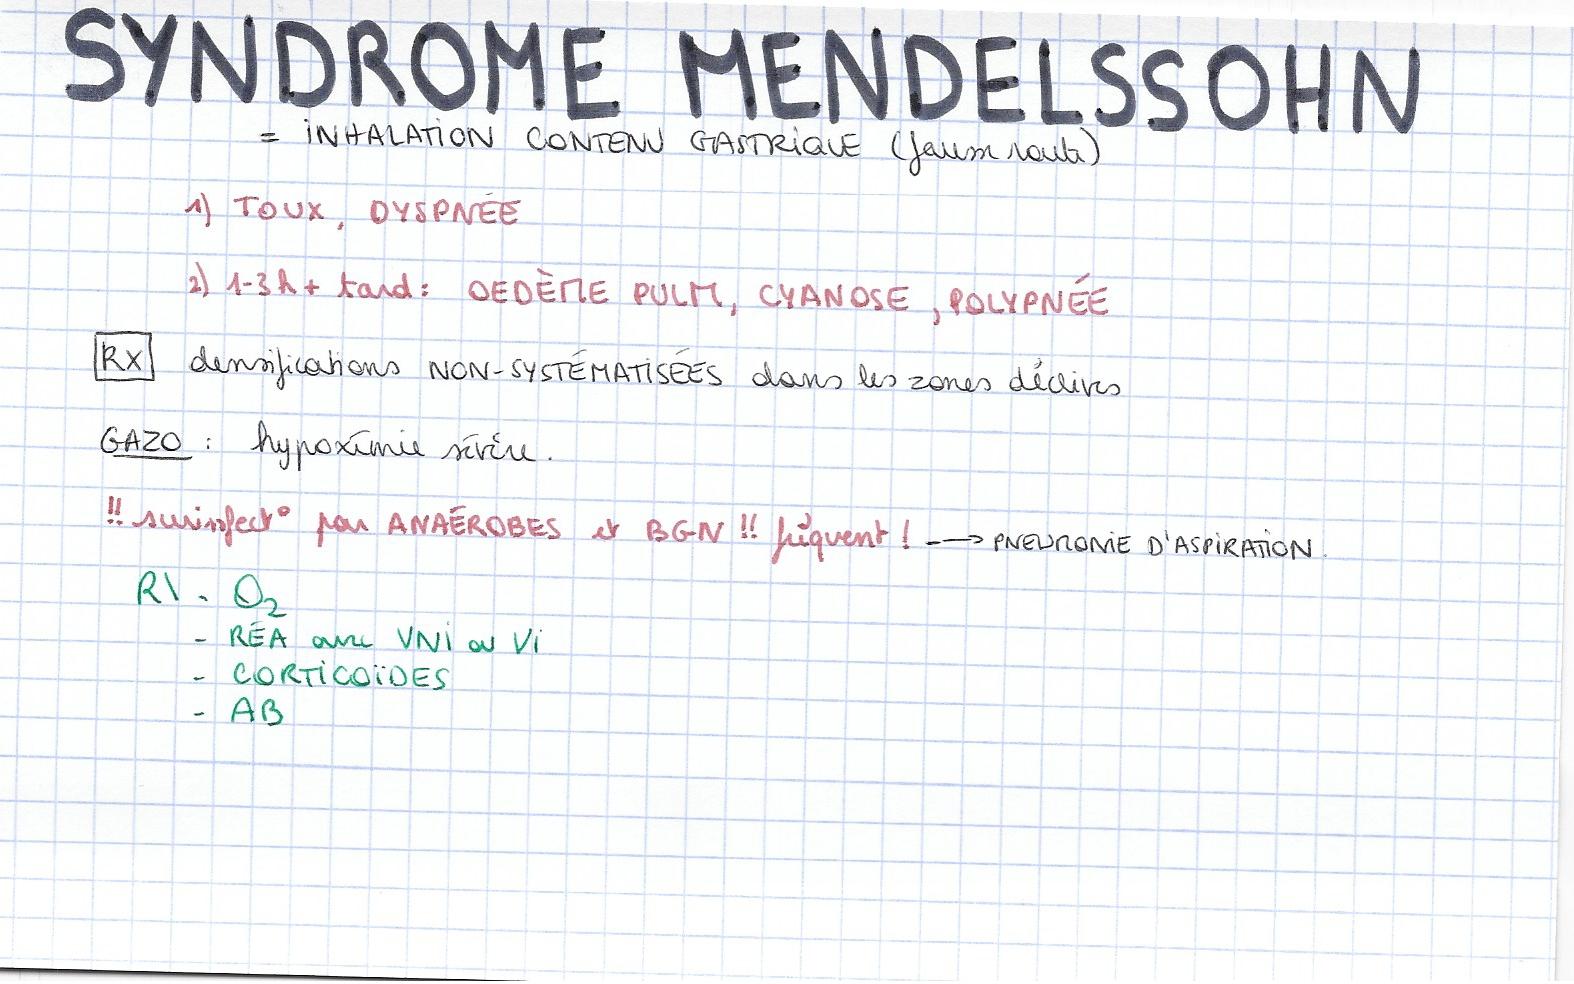 SYNDROME MENDELSSOHN
= INHALATION CONTENU GASTRIQUE (fausse route)
1) TOUX, DYSPNÉE
2) 1-3h + tard : OEDÈME PULM, CYANOSE, POLYPNÉE
RX densifications NON-SYSTÉMATISÉES dans les zones déclives
GAZO : hypoxémie sévère.
!! surinfect° par ANAÉROBES et BGN !! fréquent ! --→ PNEUMONIE D'ASPIRATION.
R\ - O2
- RÉA avec VNI ou VI
- CORTICOÏDES
- AB